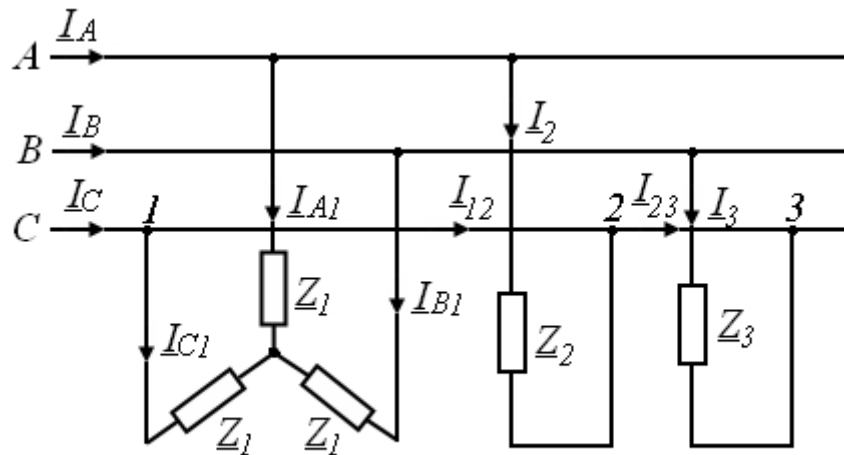 I_A
A
I_B
B
I_2
I_C
1
I_A1
I_12
2
I_23
I_3
3
C
Z_1
I_B1
I_C1
Z_2
Z_3
Z_1
Z_1